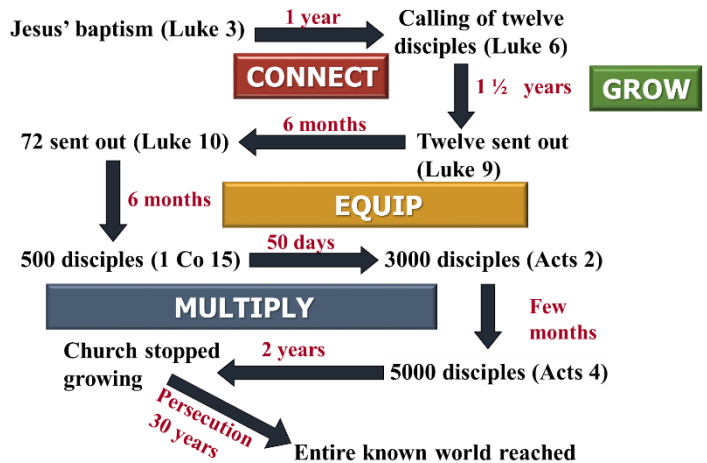 Jesus’ baptism (Luke 3)
1 year
Calling of twelve
disciples (Luke 6)
CONNECT
1 ½ years
GROW
72 sent out (Luke 10)
6 months
Twelve sent out
(Luke 9)
6 months
EQUIP
500 disciples (1 Co 15)
50 days
3000 disciples (Acts 2)
MULTIPLY
Few
months
Church stopped
growing
2 years
5000 disciples (Acts 4)
Persecution
30 years
Entire known world reached